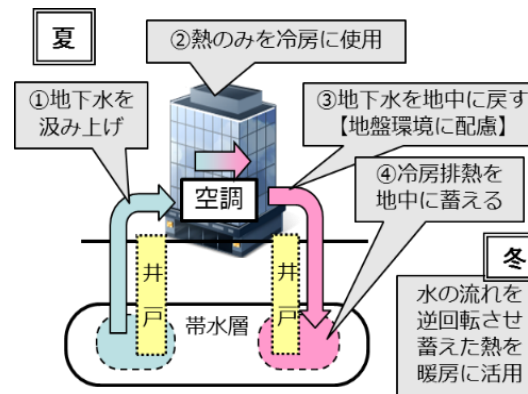 夏
②熱のみを冷房に使用
①地下水を
汲み上げ
③地下水を地中に戻す
【地盤環境に配慮】
④冷房排熱を
地中に蓄える
空調
井戸
井戸
帯水層
冬
水の流れを
逆回転させ
蓄えた熱を
暖房に活用